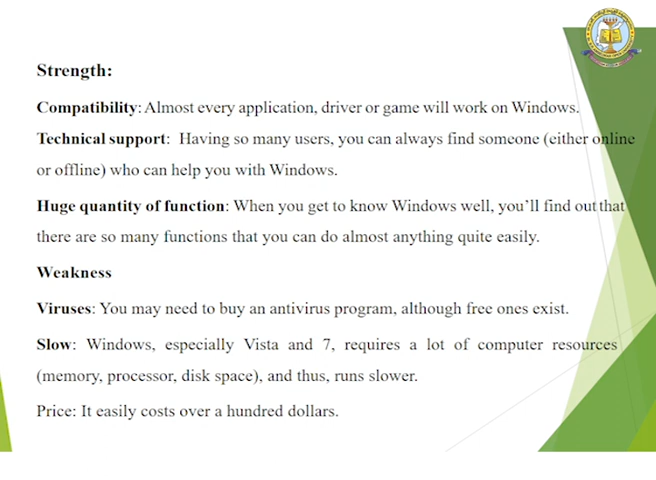 Strength:
Compatibility: Almost every application, driver or game will work on Windows.
Technical support: Having so many users, you can always find someone (either online
or offline) who can help you with Windows.
Huge quantity of function: When you get to know Windows well, you’ll find out that
there are so many functions that you can do almost anything quite easily.
Weakness
Viruses: You may need to buy an antivirus program, although free ones exist.
Slow: Windows, especially Vista and 7, requires a lot of computer resources
(memory, processor, disk space), and thus, runs slower.
Price: It easily costs over a hundred dollars.